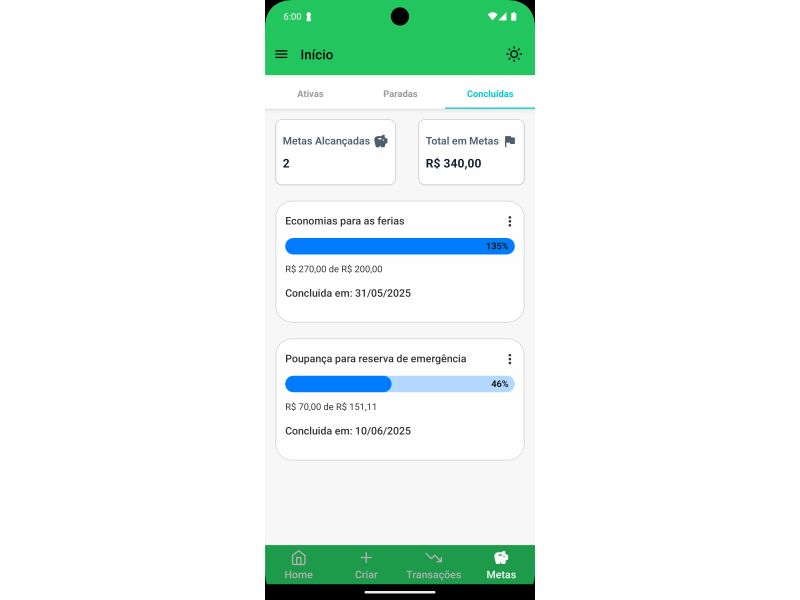 6:00
Início
Ativas Paradas Concluídas
Metas Alcançadas
2
Total em Metas
R$ 340,00
Economias para as ferias
135%
R$ 270,00 de R$ 200,00
Concluida em: 31/05/2025
Poupança para reserva de emergência
46%
R$ 70,00 de R$ 151,11
Concluida em: 10/06/2025
Home Criar Transações Metas